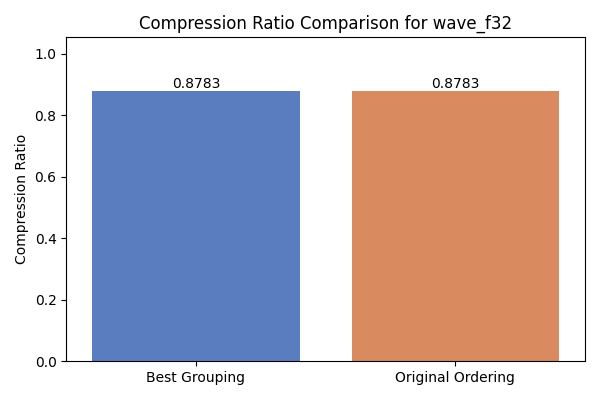 Compression Ratio Comparison for wave_f32
Compression Ratio
1.0
0.8
0.6
0.4
0.2
0.0
0.8783
0.8783
Best Grouping
Original Ordering